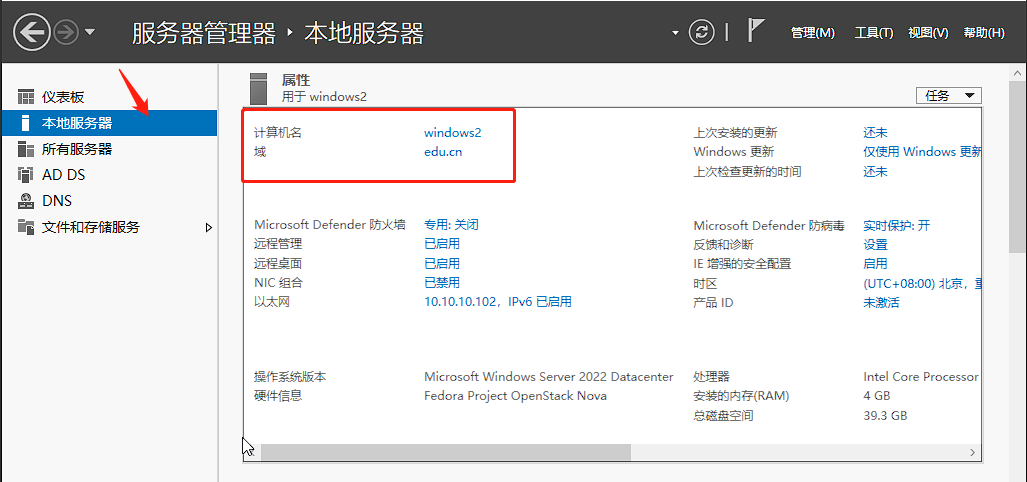 服务器管理器 ‣ 本地服务器
管理(M) 工具(T) 视图(V) 帮助(H)
仪表板
本地服务器
所有服务器
AD DS
DNS
文件和存储服务
属性
用于 windows2
任务
计算机名 windows2
域 edu.cn
上次安装的更新 还未
Windows 更新 仅使用 Windows 更新
上次检查更新的时间 还未
Microsoft Defender 防火墙 专用: 关闭
远程管理 已启用
远程桌面 已启用
NIC 组合 已禁用
以太网 10.10.10.102，IPv6 已启用
Microsoft Defender 防病毒 实时保护: 开
反馈和诊断 设置
IE 增强的安全配置 启用
时区 (UTC+08:00) 北京，
产品 ID 未激活
操作系统版本 Microsoft Windows Server 2022 Datacenter
硬件信息 Fedora Project OpenStack Nova
处理器 Intel Core Processor
安装的内存(RAM) 4 GB
总磁盘空间 39.3 GB